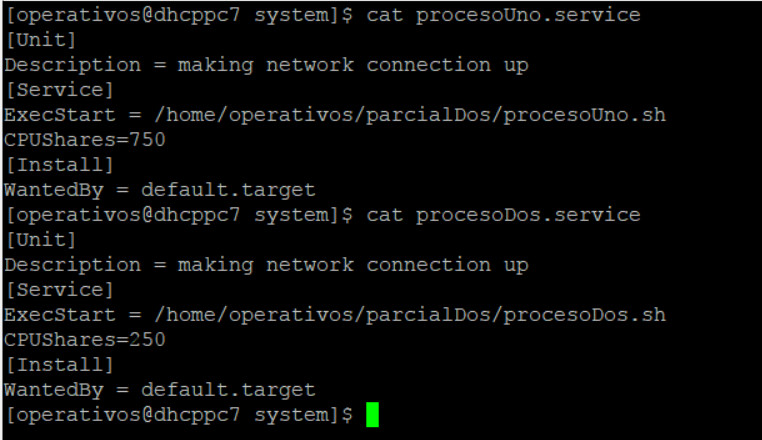 [operativos@dhcppc7 system]$ cat procesoUno.service
[Unit]
Description = making network connection up
[Service]
ExecStart = /home/operativos/parcialDos/procesoUno.sh
CPUShares=750
[Install]
WantedBy = default.target
[operativos@dhcppc7 system]$ cat procesoDos.service
[Unit]
Description = making network connection up
[Service]
ExecStart = /home/operativos/parcialDos/procesoDos.sh
CPUShares=250
[Install]
WantedBy = default.target
[operativos@dhcppc7 system]$